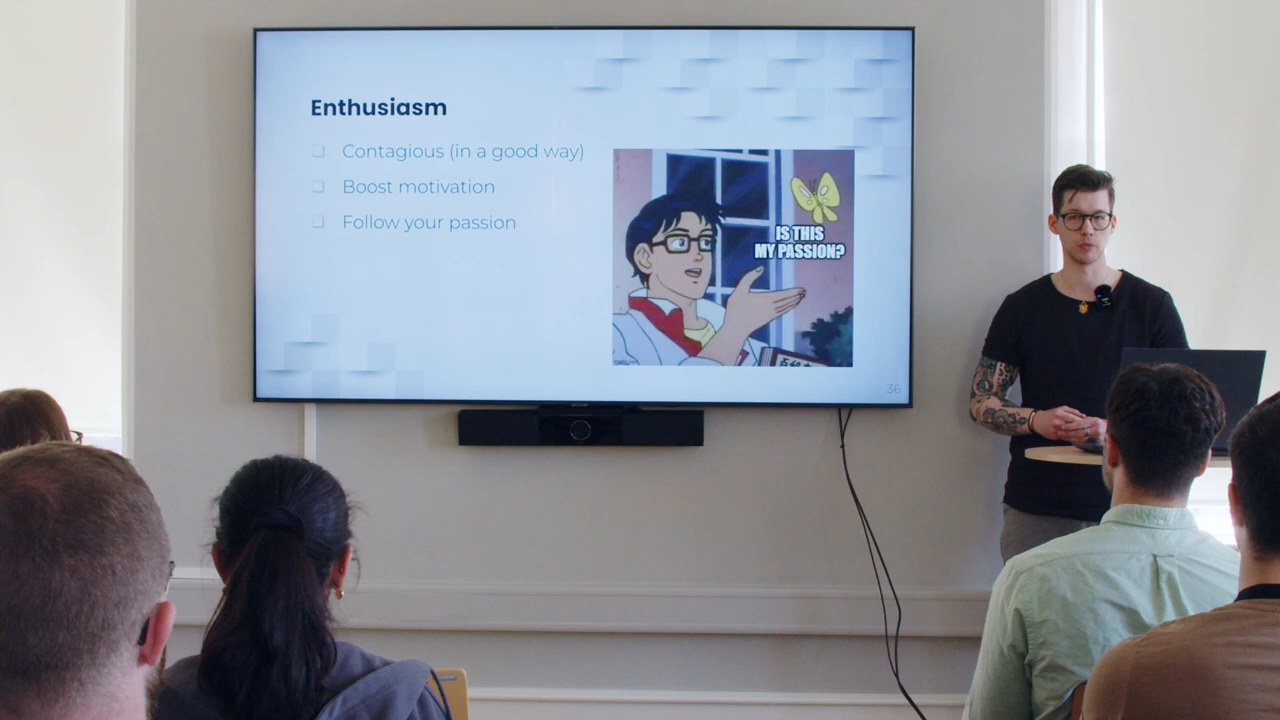 Enthusiasm
Contagious (in a good way)
Boost motivation
Follow your passion
IS THIS
MY PASSION?
36